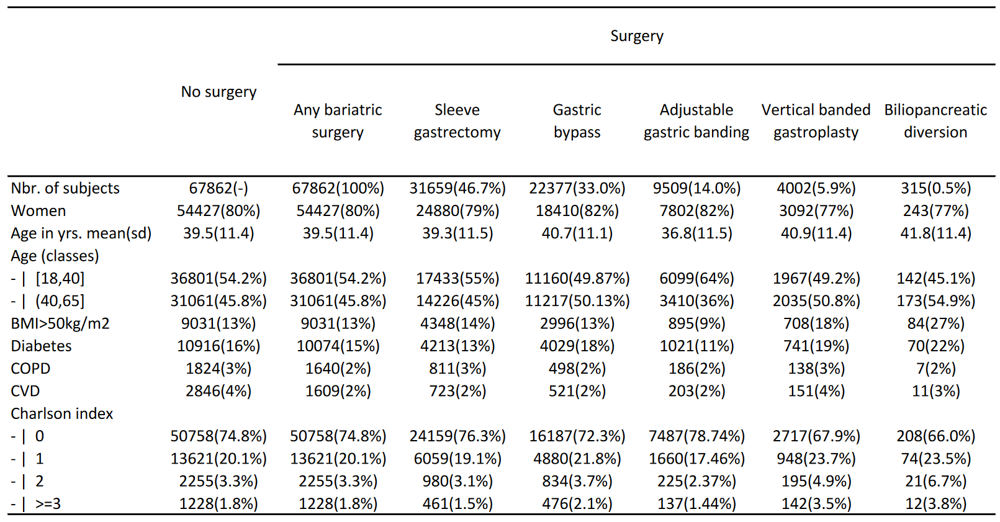 Surgery
No surgery
Any bariatric surgery
Sleeve gastrectomy
Gastric bypass
Adjustable gastric banding
Vertical banded gastroplasty
Biliopancreatic diversion
Nbr. of subjects 67862(-) 67862(100%) 31659(46.7%) 22377(33.0%) 9509(14.0%) 4002(5.9%) 315(0.5%)
Women 54427(80%) 54427(80%) 24880(79%) 18410(82%) 7802(82%) 3092(77%) 243(77%)
Age in yrs. mean(sd) 39.5(11.4) 39.5(11.4) 39.3(11.5) 40.7(11.1) 36.8(11.5) 40.9(11.4) 41.8(11.4)
Age (classes)
- | [18,40] 36801(54.2%) 36801(54.2%) 17433(55%) 11160(49.87%) 6099(64%) 1967(49.2%) 142(45.1%)
- | (40,65] 31061(45.8%) 31061(45.8%) 14226(45%) 11217(50.13%) 3410(36%) 2035(50.8%) 173(54.9%)
BMI>50kg/m2 9031(13%) 9031(13%) 4348(14%) 2996(13%) 895(9%) 708(18%) 84(27%)
Diabetes 10916(16%) 10074(15%) 4213(13%) 4029(18%) 1021(11%) 741(19%) 70(22%)
COPD 1824(3%) 1640(2%) 811(3%) 498(2%) 186(2%) 138(3%) 7(2%)
CVD 2846(4%) 1609(2%) 723(2%) 521(2%) 203(2%) 151(4%) 11(3%)
Charlson index
- | 0 50758(74.8%) 50758(74.8%) 24159(76.3%) 16187(72.3%) 7487(78.74%) 2717(67.9%) 208(66.0%)
- | 1 13621(20.1%) 13621(20.1%) 6059(19.1%) 4880(21.8%) 1660(17.46%) 948(23.7%) 74(23.5%)
- | 2 2255(3.3%) 2255(3.3%) 980(3.1%) 834(3.7%) 225(2.37%) 195(4.9%) 21(6.7%)
- | >=3 1228(1.8%) 1228(1.8%) 461(1.5%) 476(2.1%) 137(1.44%) 142(3.5%) 12(3.8%)